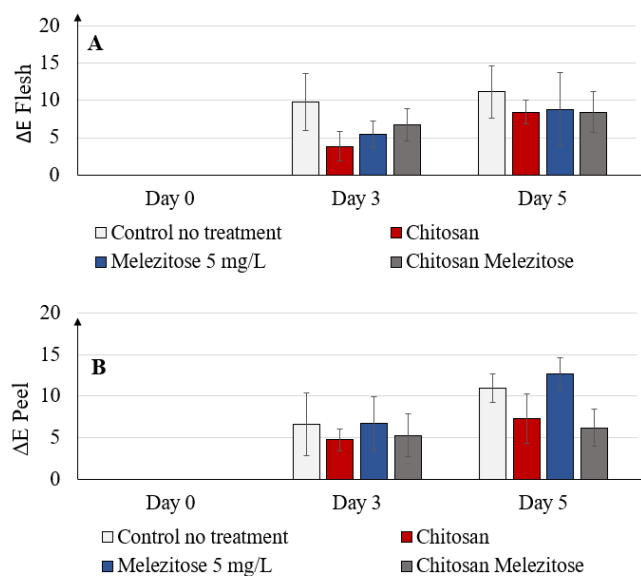 A
20
15
10
5
0
ΔE Flesh
Day 0 Day 3 Day 5
Control no treatment Chitosan
Melezitose 5 mg/L Chitosan Melezitose
B
20
15
10
5
0
ΔE Peel
Day 0 Day 3 Day 5
Control no treatment Chitosan
Melezitose 5 mg/L Chitosan Melezitose